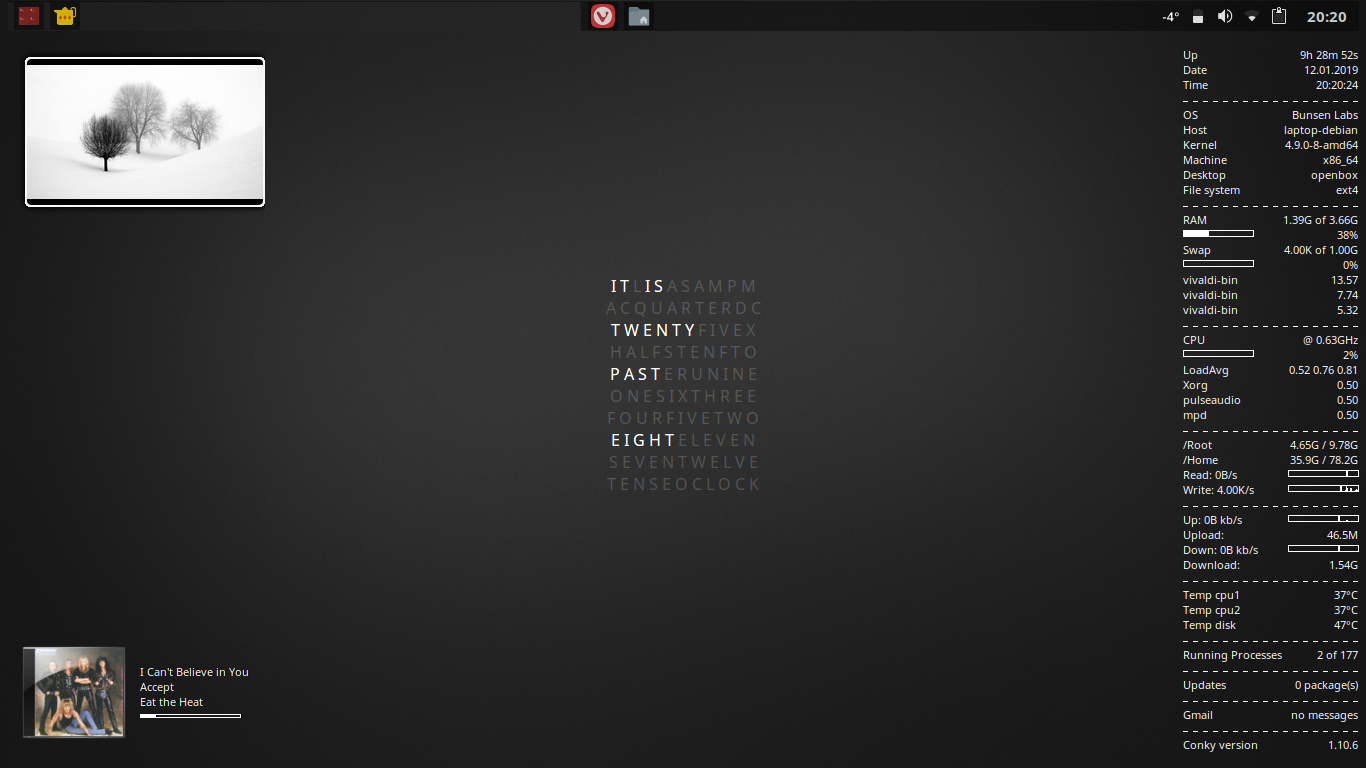 -4° 20:20
Up 9h 28m 52s
Date 12.01.2019
Time 20:20:24
OS Bunsen Labs
Host laptop-debian
Kernel 4.9.0-8-amd64
Machine x86_64
Desktop openbox
File system ext4
RAM 1.39G of 3.66G
38%
Swap 4.00K of 1.00G
0%
vivaldi-bin 13.57
vivaldi-bin 7.74
vivaldi-bin 5.32
CPU @ 0.63GHz
2%
LoadAvg 0.52 0.76 0.81
Xorg 0.50
pulseaudio 0.50
mpd 0.50
/Root 4.65G / 9.78G
/Home 35.9G / 78.2G
Read: 0B/s
Write: 4.00K/s
Up: 0B kb/s
Upload: 46.5M
Down: 0B kb/s
Download: 1.54G
Temp cpu1 37°C
Temp cpu2 37°C
Temp disk 47°C
Running Processes 2 of 177
Updates 0 package(s)
Gmail no messages
Conky version 1.10.6
ITLISASAMPM
ACQUARTERDC
TWENTYFIVEX
HALFSTENFTO
PASTERUNINE
ONESIXTHREE
FOURFIVETWO
EIGHTELEVEN
SEVENTWELVE
TENSEOCLOCK
I Can't Believe in You
Accept
Eat the Heat